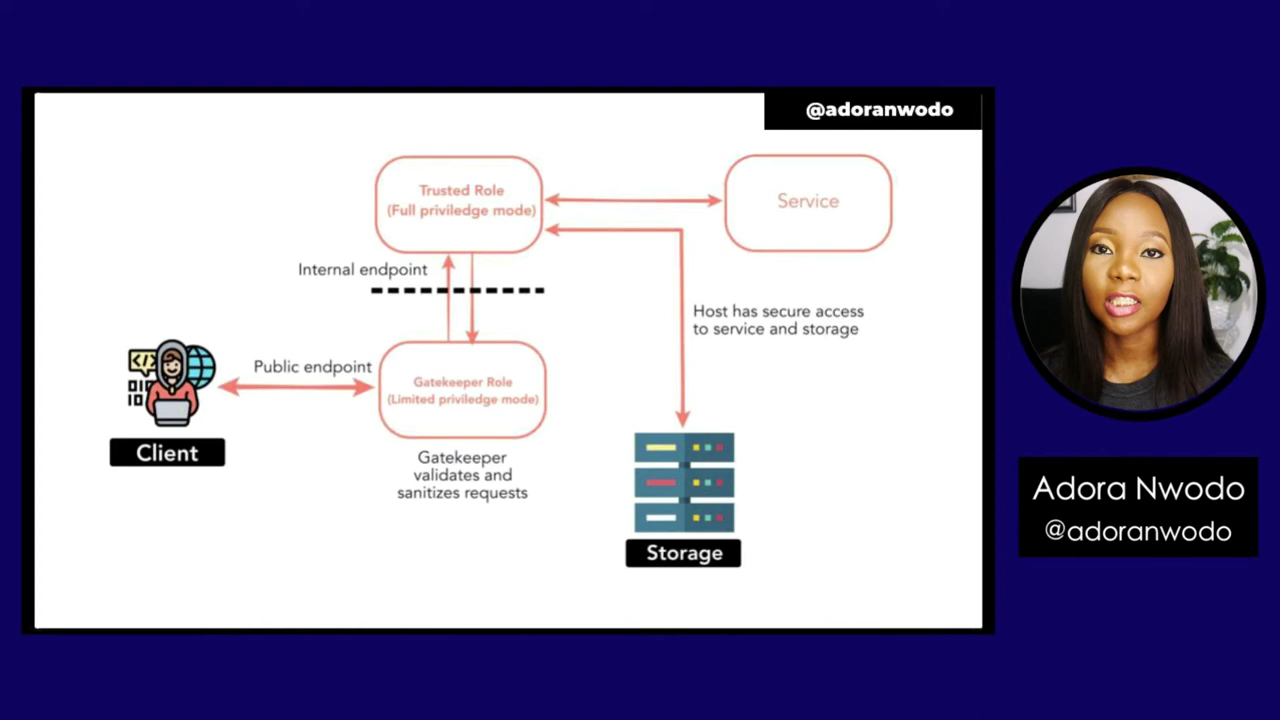 @adoranwodo
Trusted Role
(Full priviledge mode)
Service
Internal endpoint
Host has secure access
to service and storage
Public endpoint
Gatekeeper Role
(Limited priviledge mode)
Client
Gatekeeper
validates and
sanitizes requests
Storage
Adora Nwodo
@adoranwodo